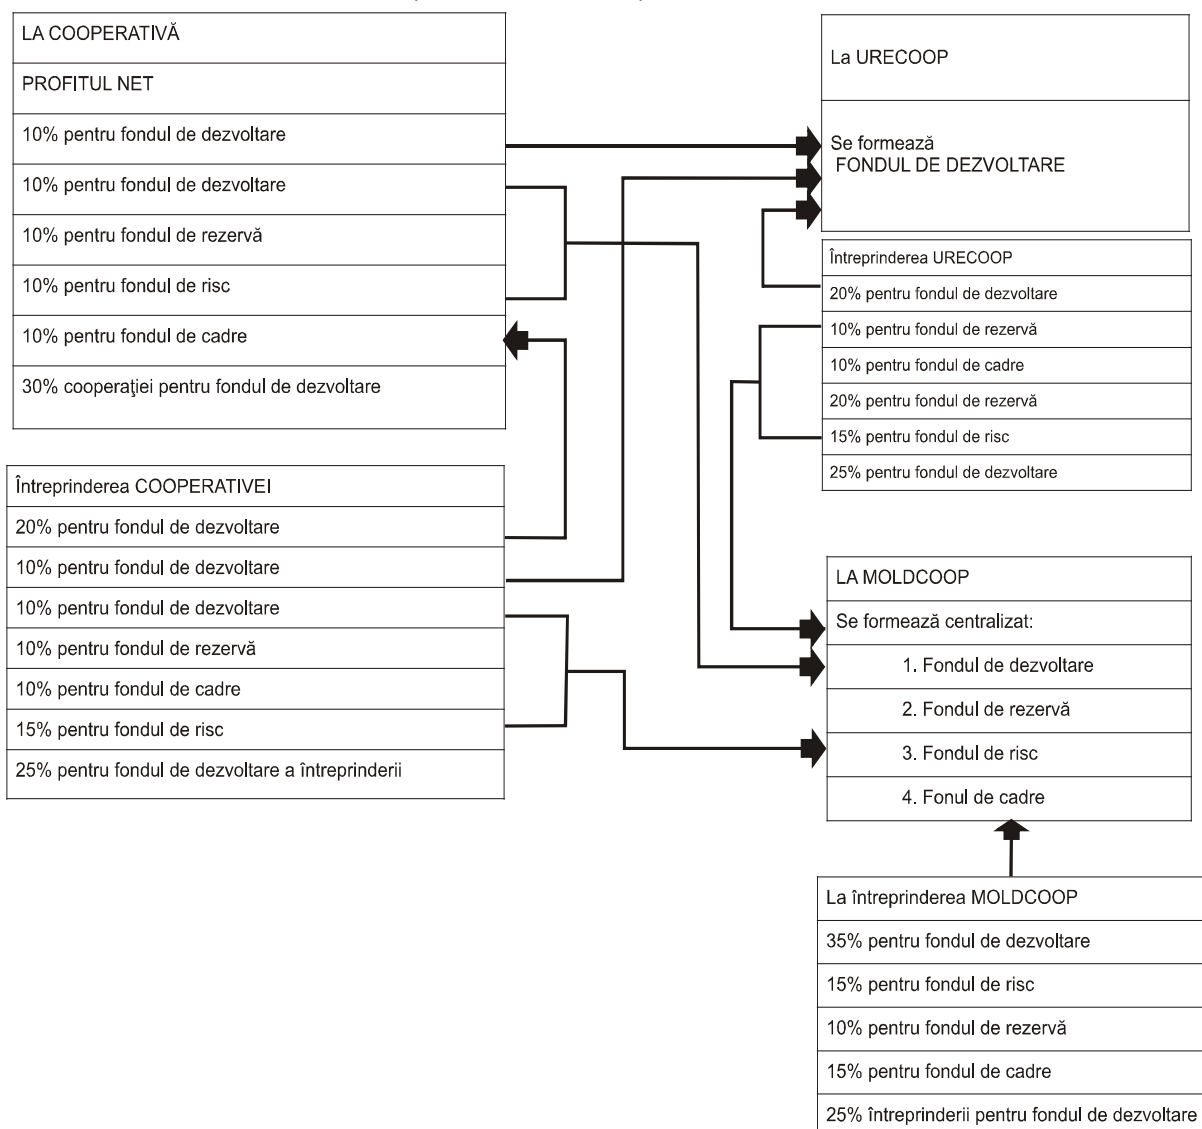 LA COOPERATIVĂ
PROFITUL NET
10% pentru fondul de dezvoltare
10% pentru fondul de dezvoltare
10% pentru fondul de rezervă
10% pentru fondul de risc
10% pentru fondul de cadre
30% cooperaţiei pentru fondul de dezvoltare
Întreprinderea COOPERATIVEI
20% pentru fondul de dezvoltare
10% pentru fondul de dezvoltare
10% pentru fondul de dezvoltare
10% pentru fondul de rezervă
10% pentru fondul de cadre
15% pentru fondul de risc
25% pentru fondul de dezvoltare a întreprinderii
La URECOOP
Se formează
FONDUL DE DEZVOLTARE
Întreprinderea URECOOP
20% pentru fondul de dezvoltare
10% pentru fondul de rezervă
10% pentru fondul de cadre
20% pentru fondul de rezervă
15% pentru fondul de risc
25% pentru fondul de dezvoltare
LA MOLDCOOP
Se formează centralizat:
1. Fondul de dezvoltare
2. Fondul de rezervă
3. Fondul de risc
4. Fonul de cadre
La întreprinderea MOLDCOOP
35% pentru fondul de dezvoltare
15% pentru fondul de risc
10% pentru fondul de rezervă
15% pentru fondul de cadre
25% întreprinderii pentru fondul de dezvoltare